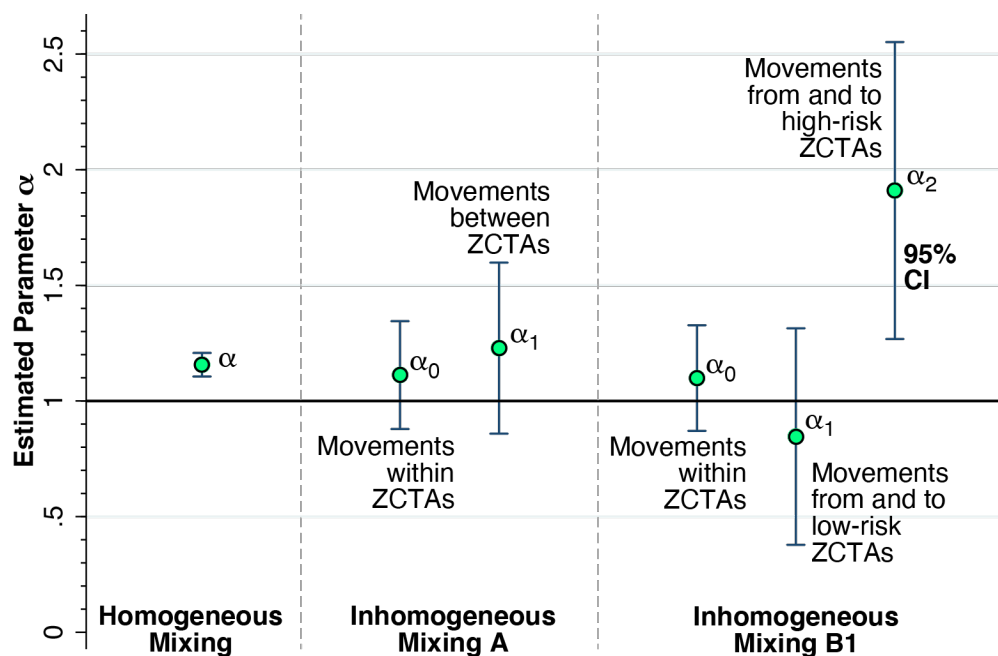 Estimated Parameter α
2.5
2
1.5
1
.5
0
α
Homogeneous
Mixing
Movements
between
ZCTAs
α0
α1
Movements
within
ZCTAs
Inhomogeneous
Mixing A
Movements
from and to
high-risk
ZCTAs
α2
95%
CI
α0
α1
Movements
within
ZCTAs
Movements
from and to
low-risk
ZCTAs
Inhomogeneous
Mixing B1